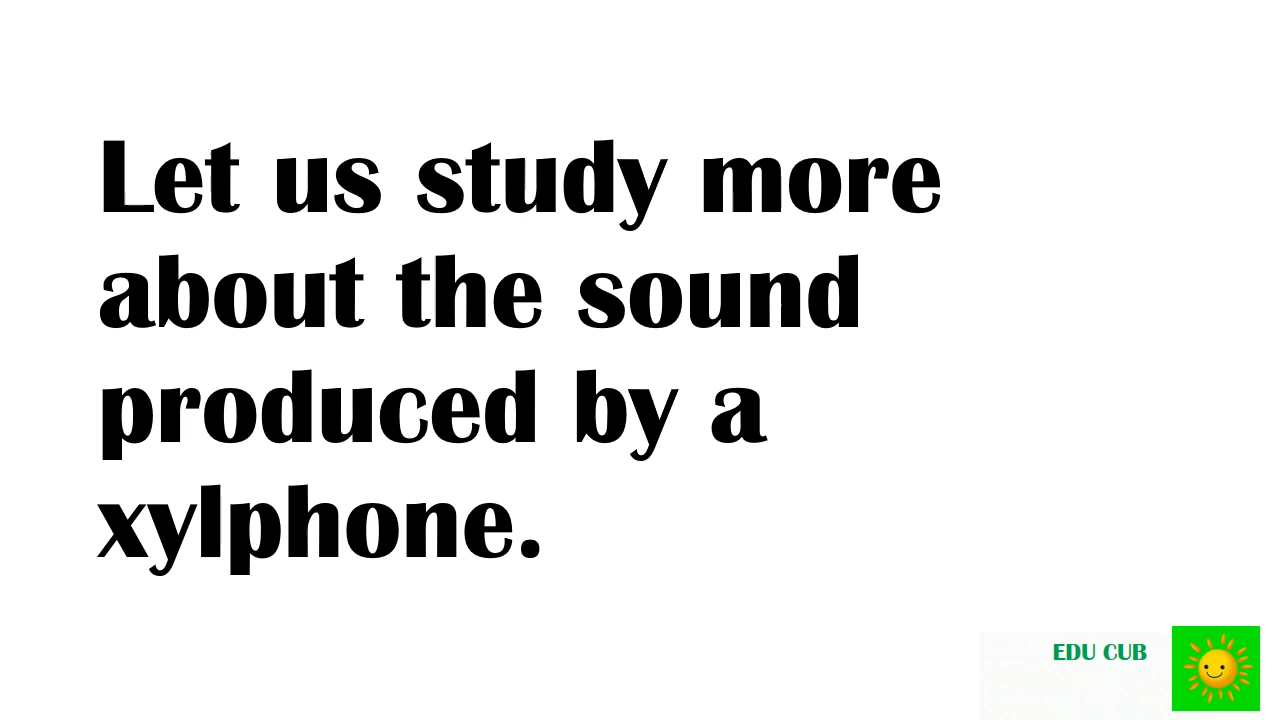 Let us study more
about the sound
produced by a
xylphone.
EDU CUB